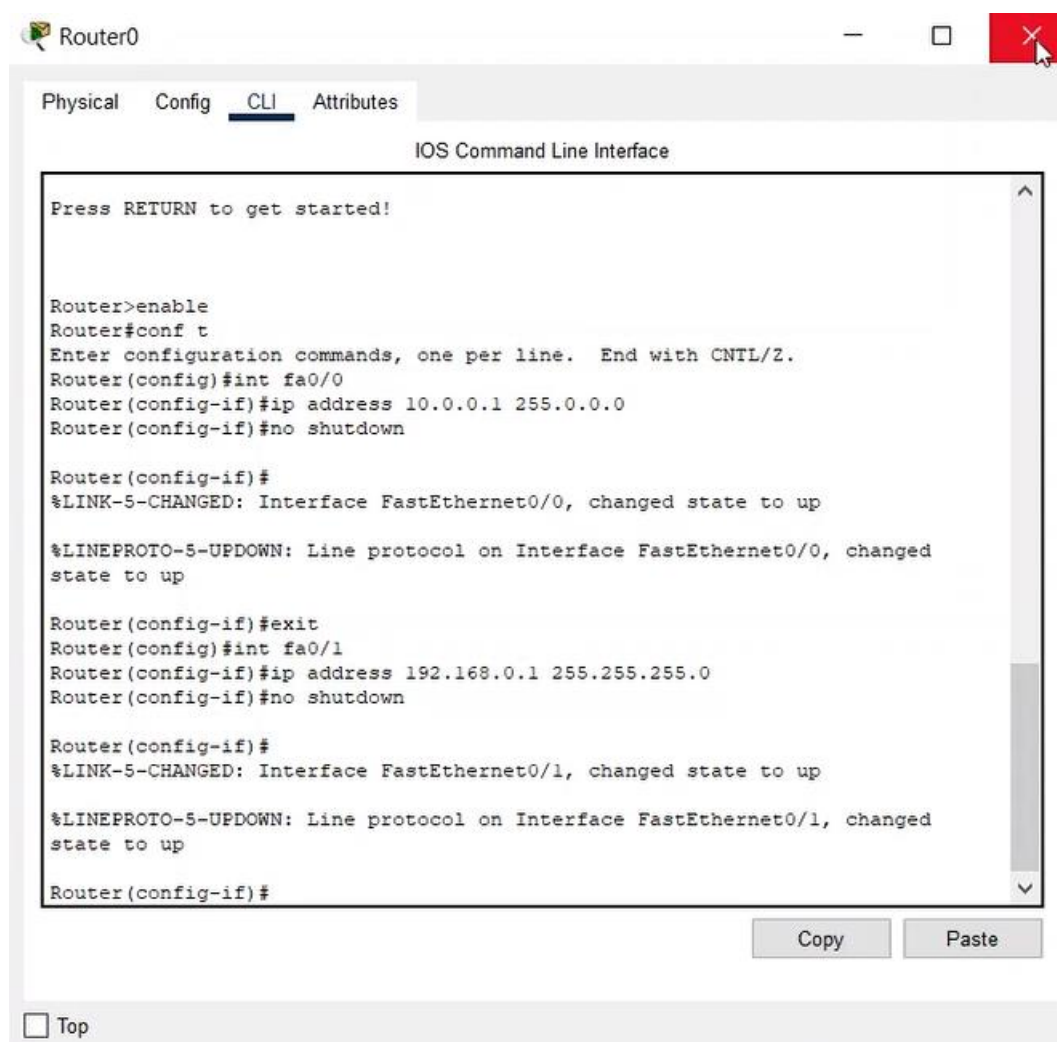 Router0
Physical Config CLI Attributes
IOS Command Line Interface
Press RETURN to get started!
Router>enable
Router#conf t
Enter configuration commands, one per line.  End with CNTL/Z.
Router(config)#int fa0/0
Router(config-if)#ip address 10.0.0.1 255.0.0.0
Router(config-if)#no shutdown
Router(config-if)#
%LINK-5-CHANGED: Interface FastEthernet0/0, changed state to up
%LINEPROTO-5-UPDOWN: Line protocol on Interface FastEthernet0/0, changed
state to up
Router(config-if)#exit
Router(config)#int fa0/1
Router(config-if)#ip address 192.168.0.1 255.255.255.0
Router(config-if)#no shutdown
Router(config-if)#
%LINK-5-CHANGED: Interface FastEthernet0/1, changed state to up
%LINEPROTO-5-UPDOWN: Line protocol on Interface FastEthernet0/1, changed
state to up
Router(config-if)#
Copy Paste
Top